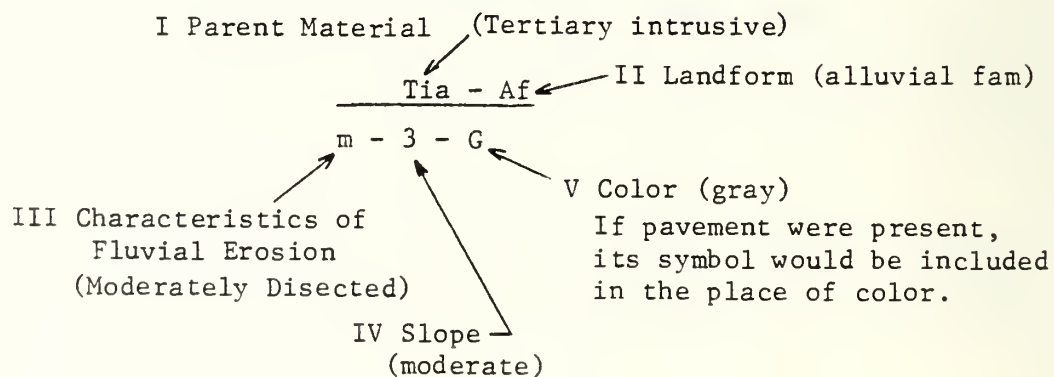 I Parent Material (Tertiary intrusive)
Tia - Af
II Landform (alluvial fam)
m - 3 - G
V Color (gray)
If pavement were present,
its symbol would be included
in the place of color.
III Characteristics of
Fluvial Erosion
(Moderately Disected)
IV Slope
(moderate)